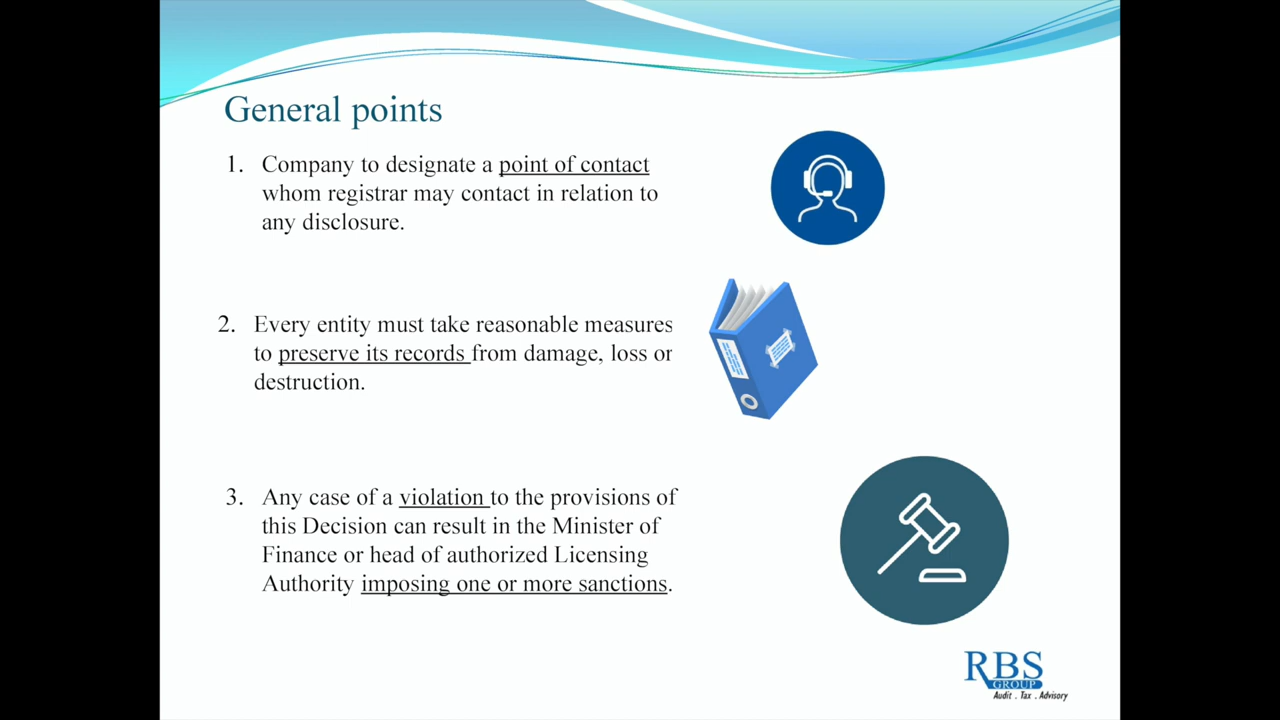 General points
1. Company to designate a point of contact
whom registrar may contact in relation to
any disclosure.
2. Every entity must take reasonable measures
to preserve its records from damage, loss or
destruction.
3. Any case of a violation to the provisions of
this Decision can result in the Minister of
Finance or head of authorized Licensing
Authority imposing one or more sanctions.
RBS
GROUP
Audit . Tax . Advisory